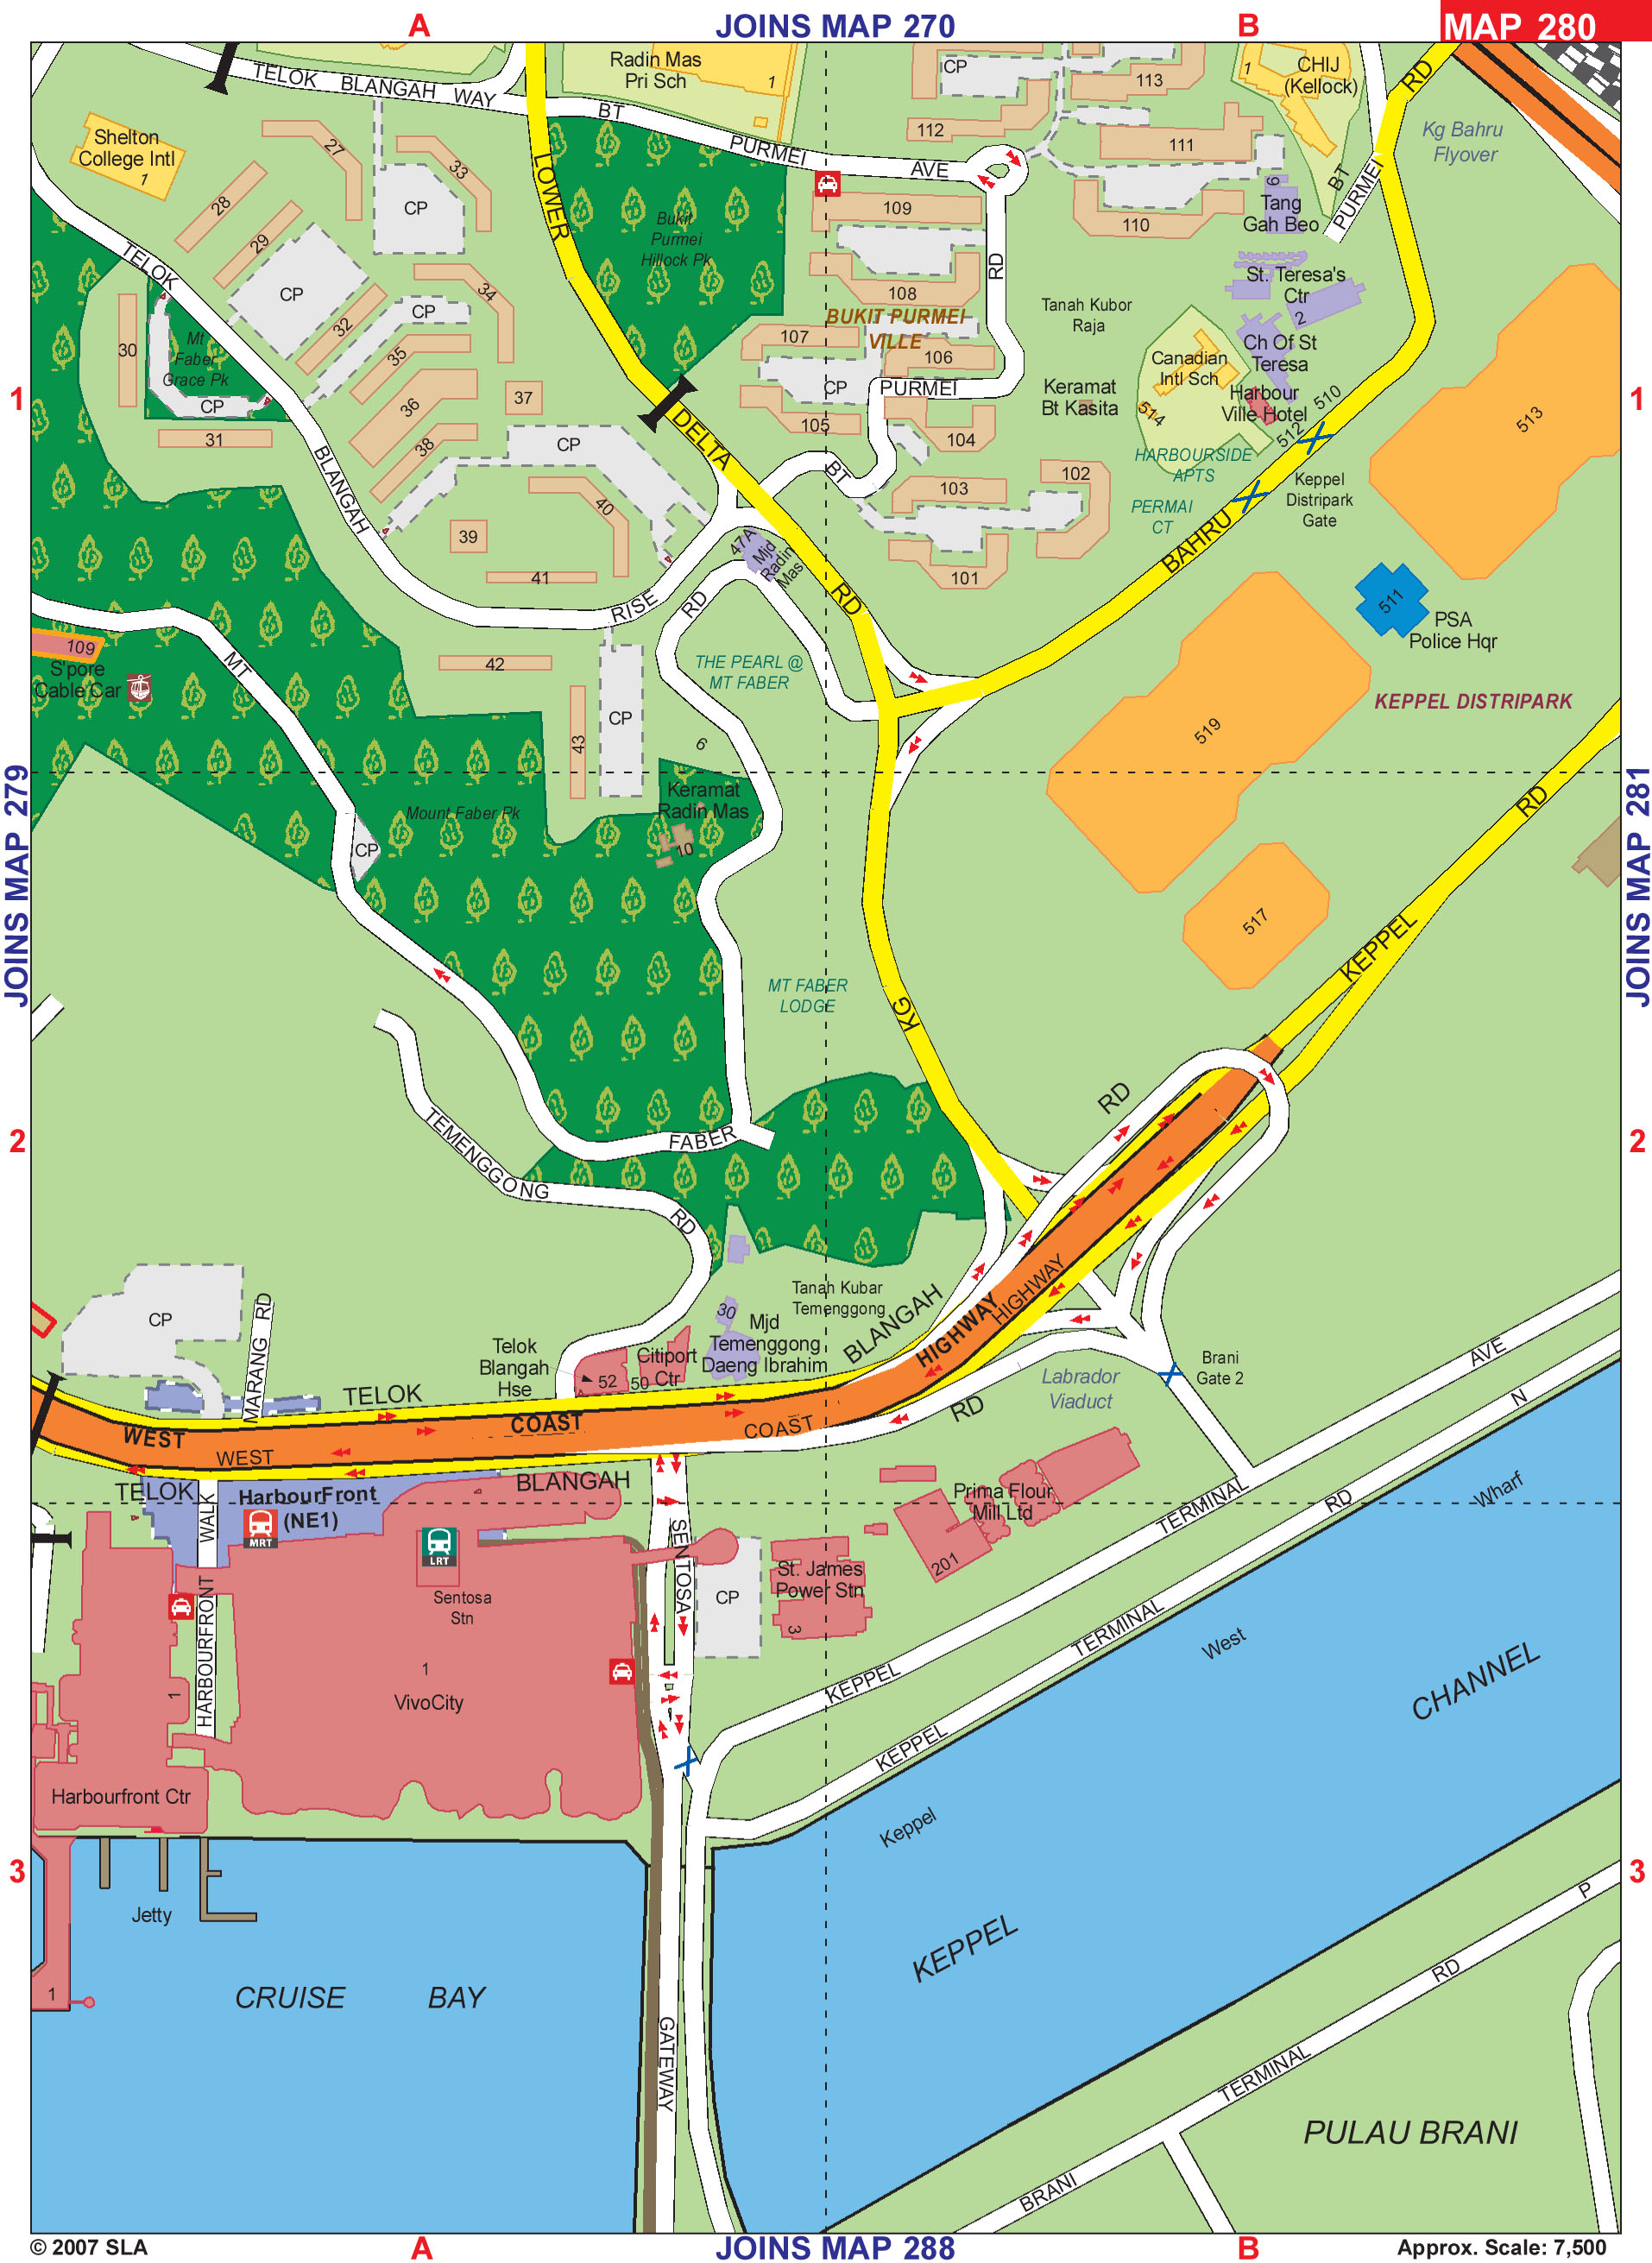 A
JOINS MAP 270
B
MAP 280
TELOK BLANGAH WAY
Radin Mas
Pri Sch
1
CP
113
1
CHIJ
(Kellock)
RD
BT
PURMEI
AVE
112
111
Kg Bahru
Flyover
Shelton
College Intl
1
27
33
28
29
CP
LOWER
Bukit
Purmei
Hillock Pk
109
110
6
Tang
Gah Beo
BT
PURMEI
TELOK
CP
34
CP
32
35
RD
108
BUKIT PURMEI
VILLE
107
106
Tanah Kubor
Raja
St. Teresa's
Ctr
2
Ch Of St
Teresa
30
Mt
Faber
Grace Pk
CP
36
37
CP
PURMEI
Keramat
Bt Kasita
Canadian
Intl Sch
514
Harbour
Ville Hotel
510
512
513
1
1
31
38
CP
DELTA
105
104
BT
HARBOURSIDE
APTS
BLANGAH
40
103
102
PERMAI
CT
Keppel
Distripark
Gate
39
47A
Mjd
Radin
Mas
BAHRU
41
101
RISE
RD
RD
511
PSA
Police Hqr
109
S'pore
Cable Car
MT
42
THE PEARL @
MT FABER
KEPPEL DISTRIPARK
CP
43
6
519
JOINS MAP 279
JOINS MAP 281
Mount Faber Pk
Keramat
Radin Mas
10
RD
CP
517
KEPPEL
MT FABER
LODGE
KG
RD
2
2
TEMENGGONG
FABER
RD
Tanah Kubar
Temenggong
HIGHWAY
CP
MARANG RD
30
Mjd
Temenggong
Daeng Ibrahim
BLANGAH
HIGHWAY
Telok
Blangah
Hse
Citiport
Ctr
52
50
Brani
Gate 2
AVE
Labrador
Viaduct
TELOK
RD
N
WEST
COAST
COAST
WEST
TELOK
BLANGAH
HarbourFront
(NE1)
MRT
LRT
WALK
Prima Flour
Mill Ltd
201
TERMINAL
RD
Wharf
SENTOSA
St. James
Power Stn
3
Sentosa
Stn
CP
HARBOURFRONT
1
1
VivoCity
TERMINAL
West
KEPPEL
CHANNEL
KEPPEL
Harbourfront Ctr
Keppel
3
3
Jetty
P
KEPPEL
1
CRUISE BAY
RD
GATEWAY
TERMINAL
PULAU BRANI
BRANI
© 2007 SLA
A
JOINS MAP 288
B
Approx. Scale: 7,500